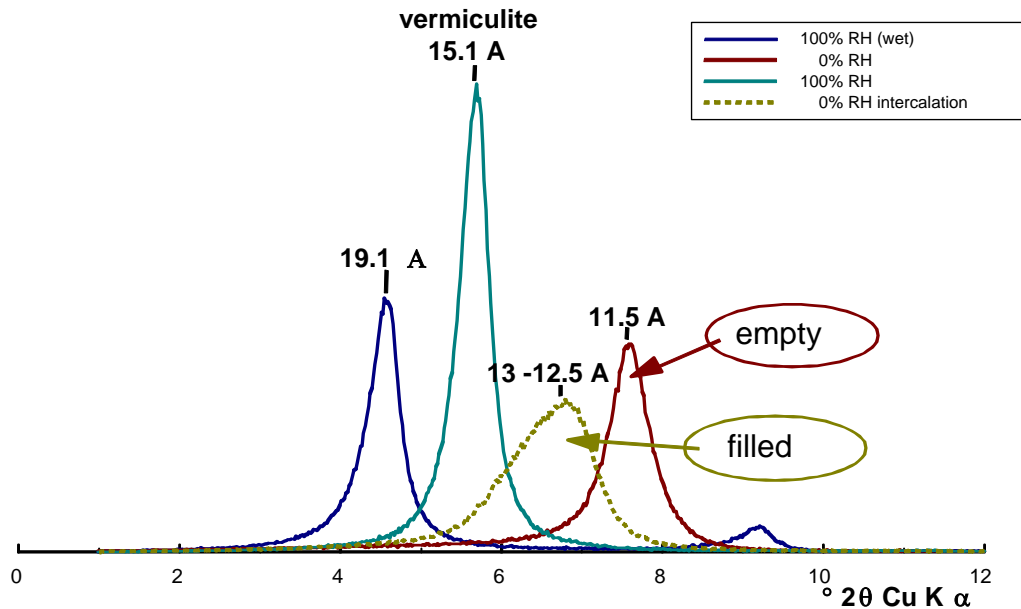 vermiculite
15.1 A
100% RH (wet)
0% RH
100% RH
0% RH intercalation
19.1 A
11.5 A
empty
13 -12.5 A
filled
0 2 4 6 8 10 12
° 2θ Cu K α